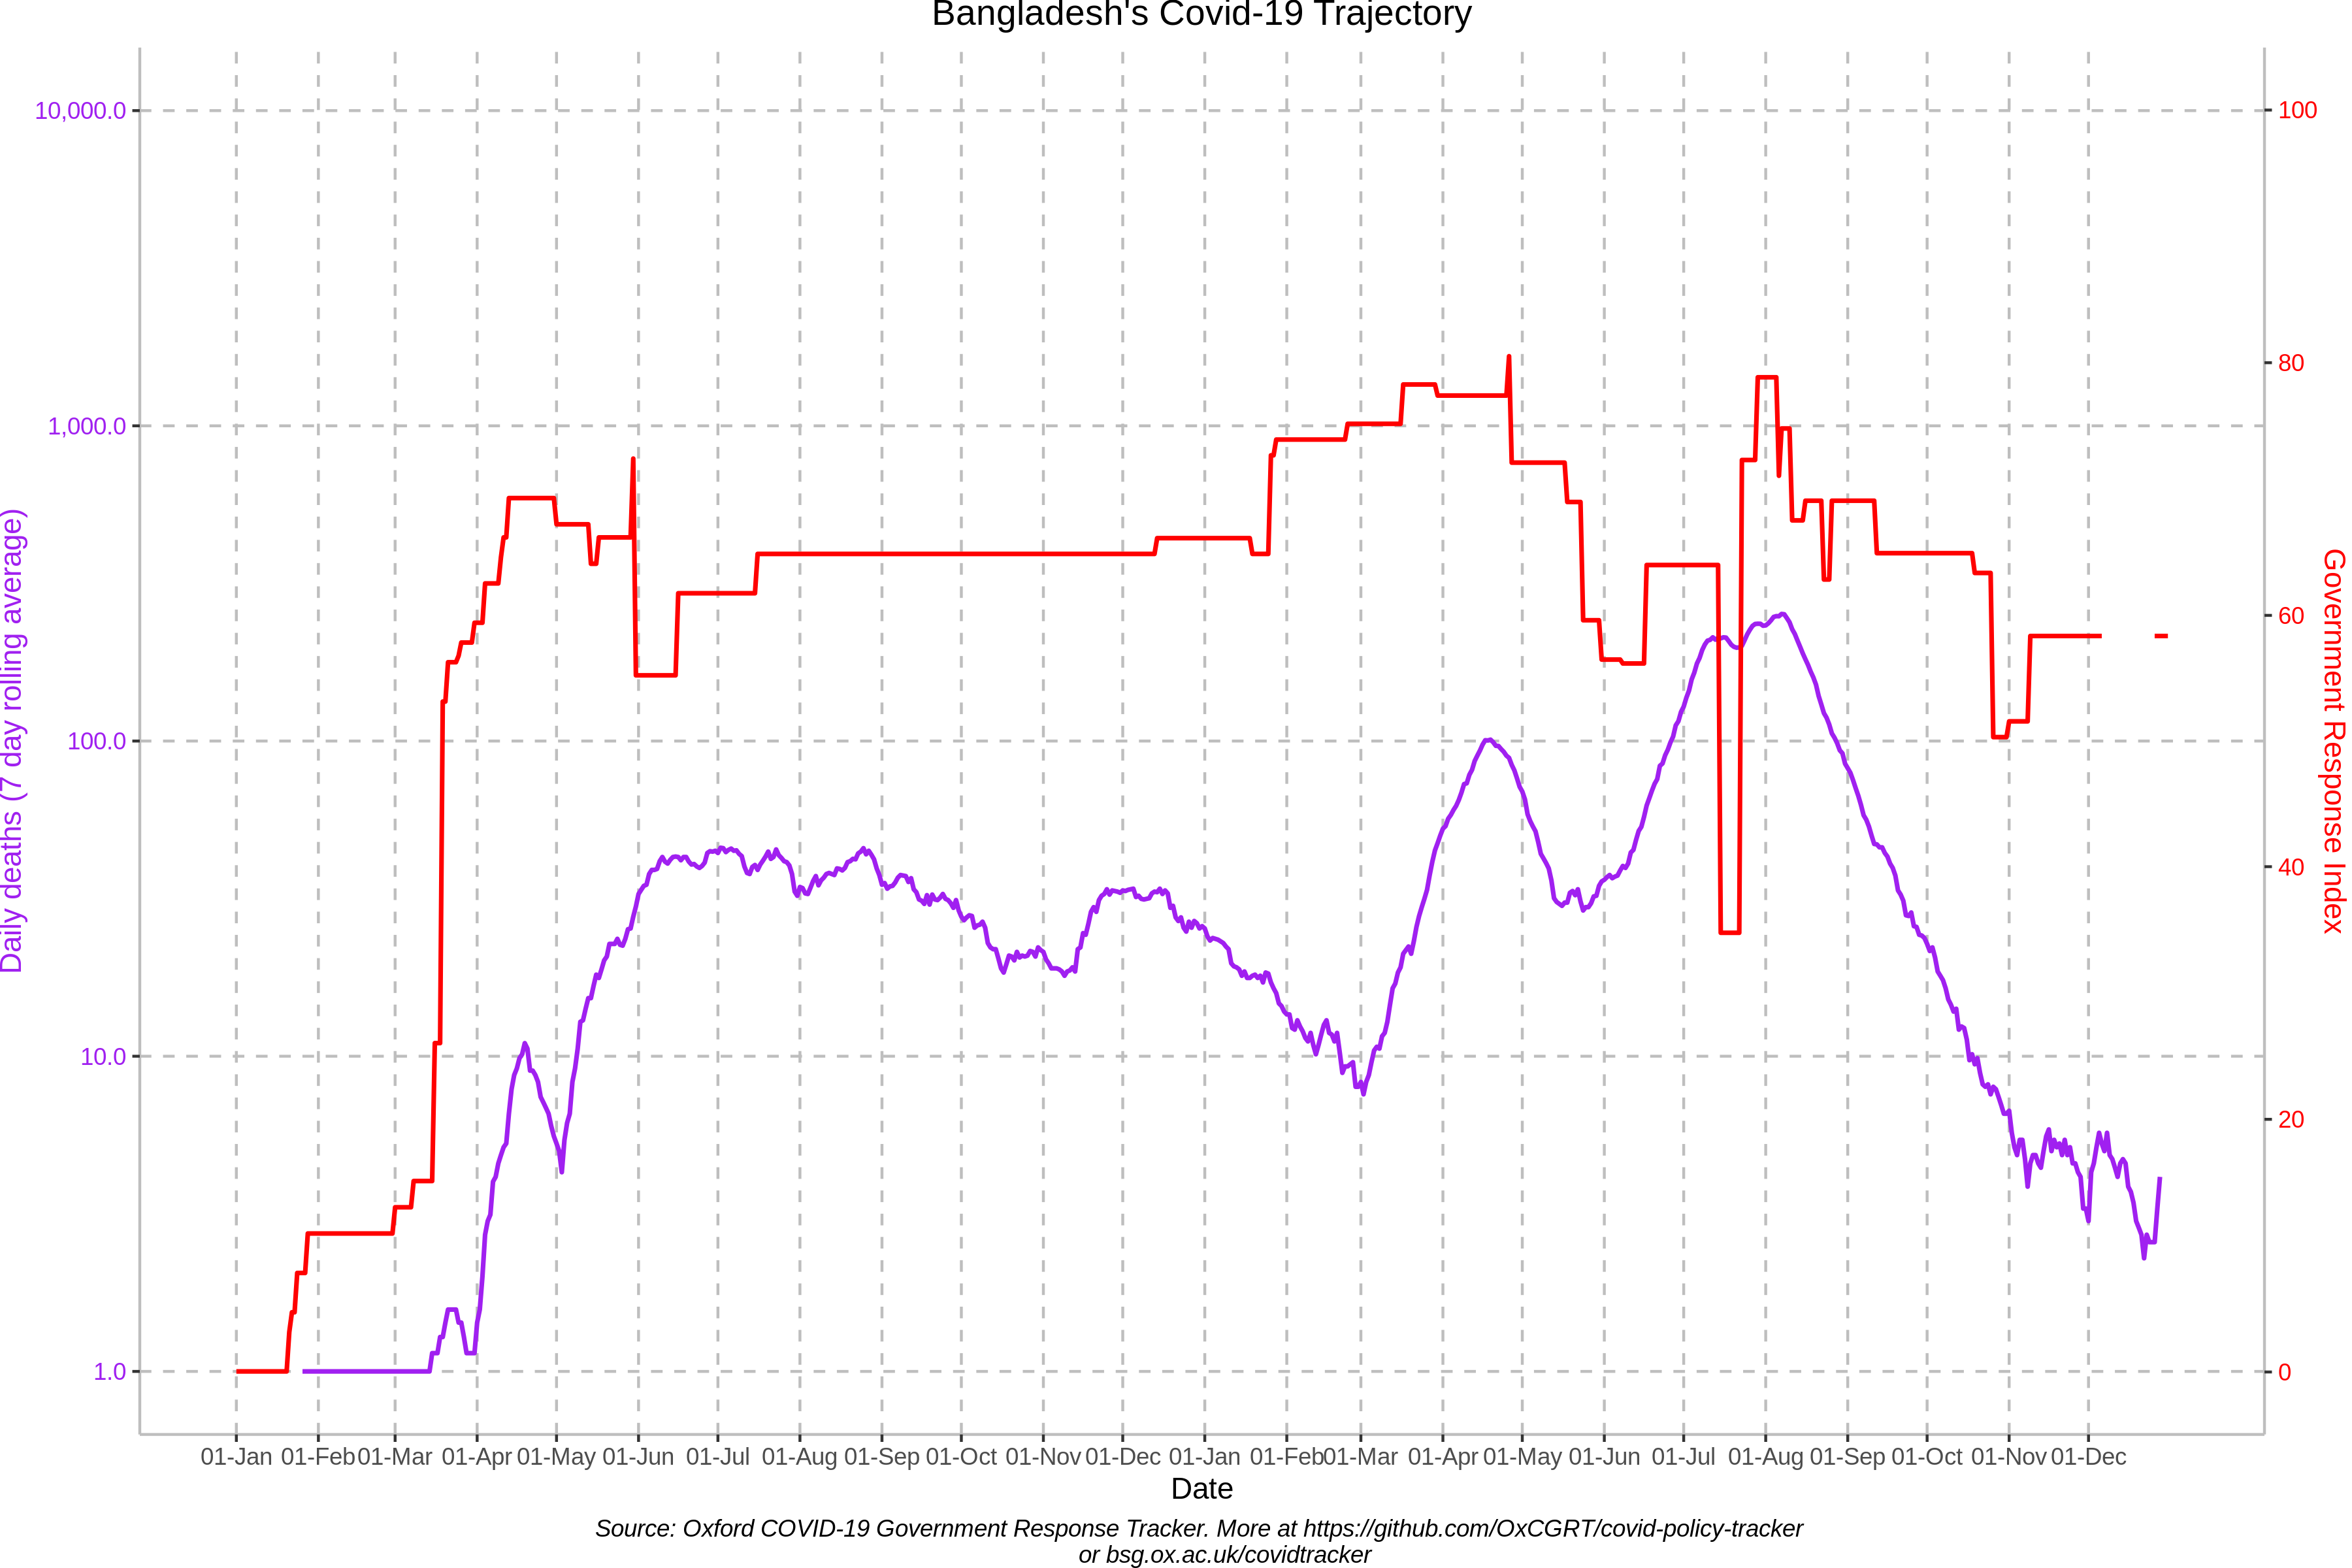 Bangladesh's Covid-19 Trajectory
10,000.0
1,000.0
100.0
10.0
1.0
Daily deaths (7 day rolling average)
100
80
60
40
20
0
Government Response Index
01-Jan 01-Feb 01-Mar 01-Apr 01-May 01-Jun 01-Jul 01-Aug 01-Sep 01-Oct 01-Nov 01-Dec 01-Jan 01-Feb 01-Mar 01-Apr 01-May 01-Jun 01-Jul 01-Aug 01-Sep 01-Oct 01-Nov 01-Dec
Date
Source: Oxford COVID-19 Government Response Tracker. More at https://github.com/OxCGRT/covid-policy-tracker
or bsg.ox.ac.uk/covidtracker